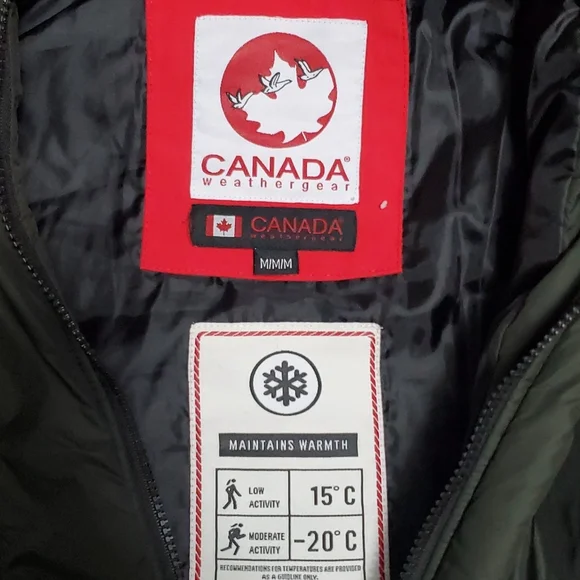 CANADA®
weathergear
CANADA®
weathergear
M/M/M
MAINTAINS WARMTH
LOW
ACTIVITY
15°C
MODERATE
ACTIVITY
-20°C
RECOMMENDATIONS FOR TEMPERATURES ARE PROVIDED
AS A GUIDLINE ONLY.